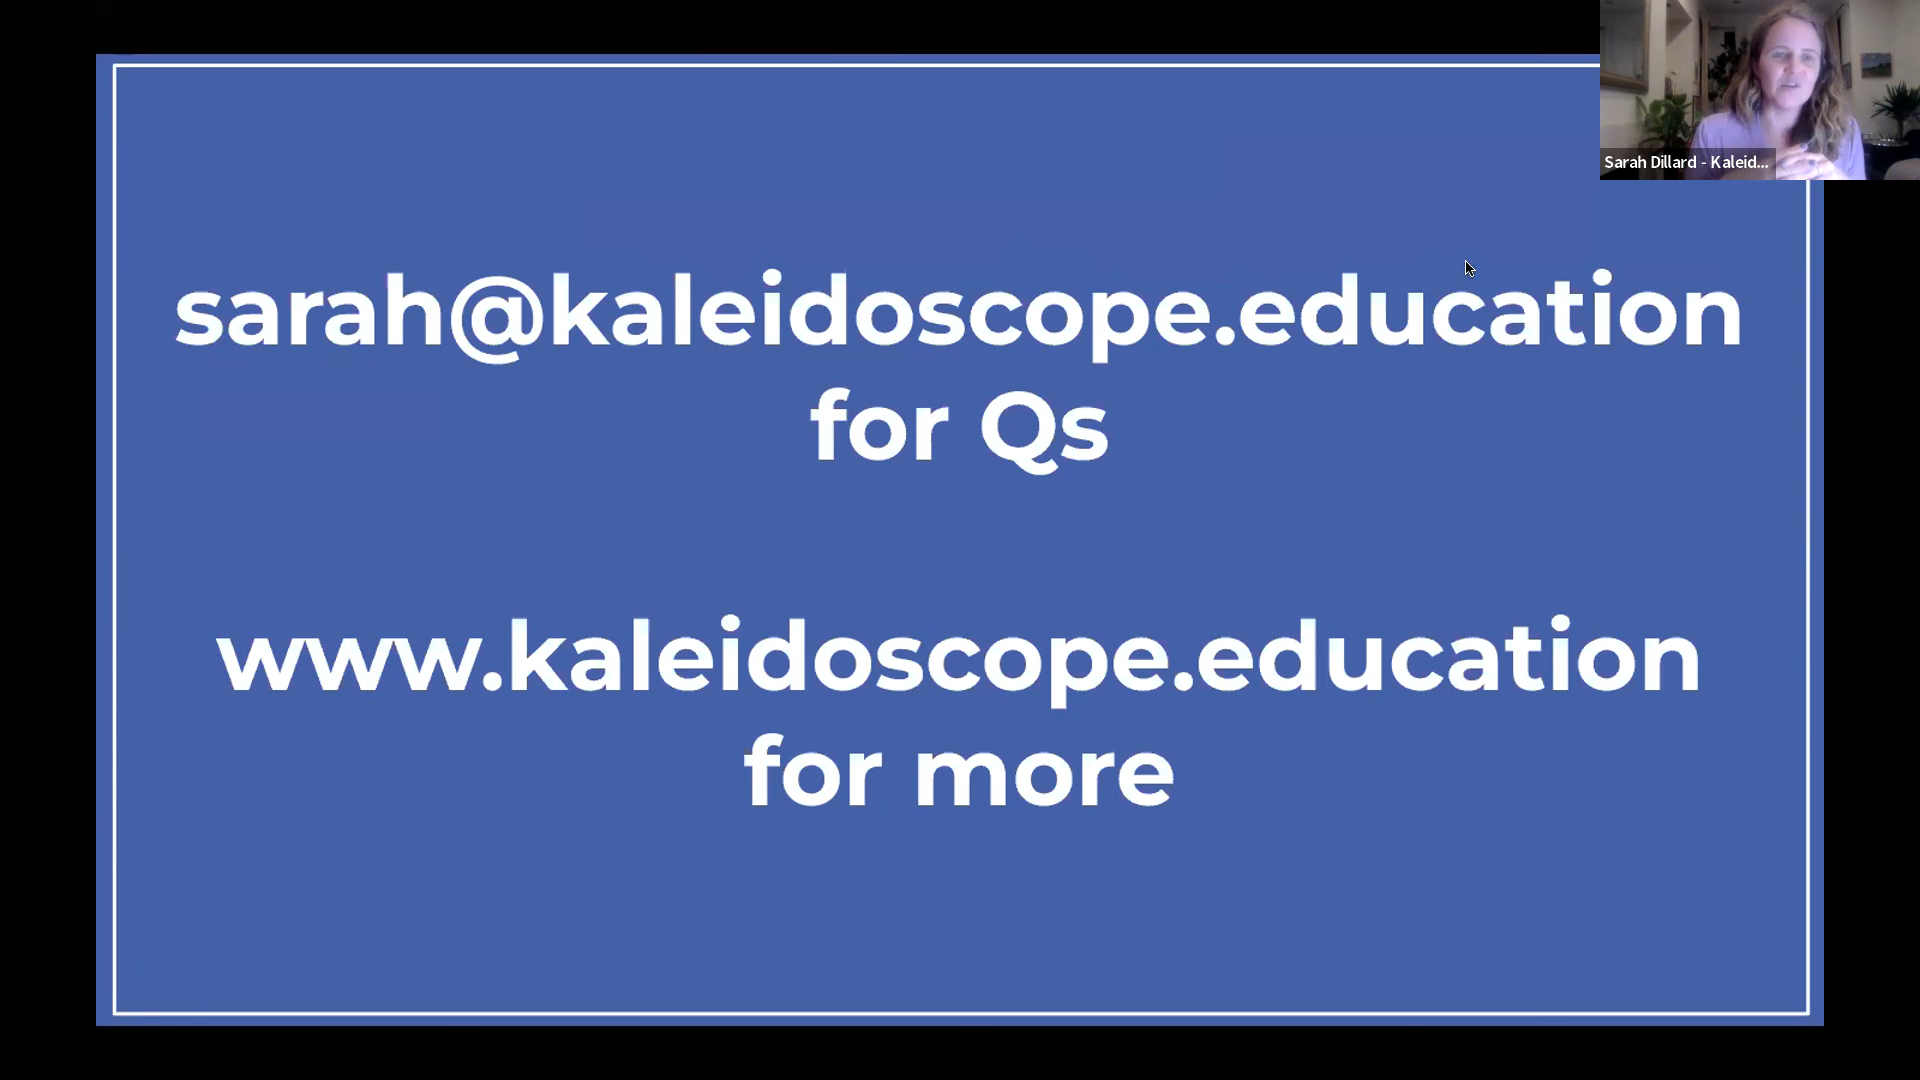 Sarah Dillard - Kaleid...
sarah@kaleidoscope.education
for Qs
www.kaleidoscope.education
for more